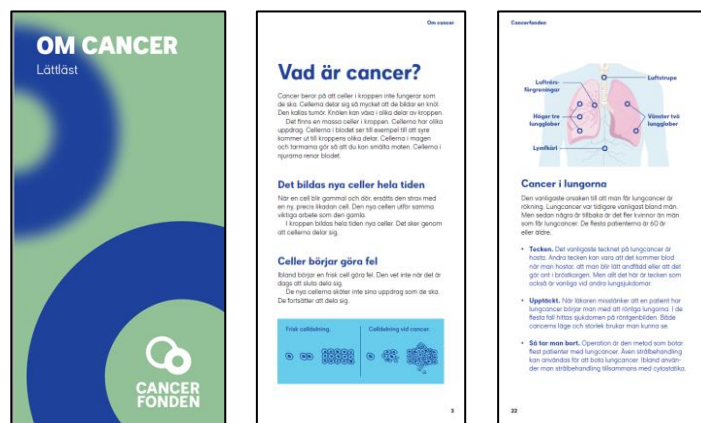 OM CANCER
Lättläst
CANCER
FONDEN
Om cancer
Vad är cancer?
Cancer beror på att celler i kroppen inte fungerar som
de ska. Cellerna delar sig så mycket att de bildar en knöl.
Den kallas tumör. Knölen kan växa i olika delar av kroppen.
Det finns en massa celler i kroppen. Cellerna har olika
uppdrag. Cellerna i blodet ser till exempel till att syre
kommer ut till kroppens olika delar. Cellerna i magen
och tarmarna gör så att du kan smälta maten. Cellerna i
njurarna renar blodet.
Det bildas nya celler hela tiden
När en cell blir gammal och dör, ersätts den strax med
en ny, precis likadan cell. Den nya cellen utför samma
viktiga arbete som den gamla.
I kroppen bildas hela tiden nya celler. Det sker genom
att cellerna delar sig.
Celler börjar göra fel
Ibland börjar en frisk cell göra fel. Den vet inte när det är
dags att sluta dela sig.
De nya cellerna sköter inte sina uppdrag som de ska.
De fortsätter att dela sig.
Frisk celldelning.
Celldelning vid cancer.
3
Cancerfonden
Luftrörs-
förgreningar
Luftstrupe
Höger tre
lunglober
Vänster två
lunglober
Lymfkörl
Cancer i lungorna
Den vanligaste orsaken till att man får lungcancer är
rökning. Lungcancer var tidigare vanligast bland män.
Men sedan några år tillbaka är det fler kvinnor än män
som får lungcancer. De flesta patienterna är 60 år
eller äldre.
• Tecken. Det vanligaste tecknet på lungcancer är
hosta. Andra tecken kan vara att det kommer blod
när man hostar, att man blir lätt andfådd eller att det
gör ont i bröstkorgen. Men allt det här är tecken som
också är vanliga vid andra lungsjukdomar.
• Upptäckt. När läkaren misstänker att en patient har
lungcancer börjar man med att röntga lungorna. I de
flesta fall hittas sjukdomen på röntgenbilden. Både
cancerns läge och storlek brukar man kunna se.
• Så tar man bort. Operation är den metod som botar
flest patienter med lungcancer. Även strålbehandling
kan användas för att bota lungcancer. Ibland använ-
der man strålbehandling tillsammans med cytostatika.
22